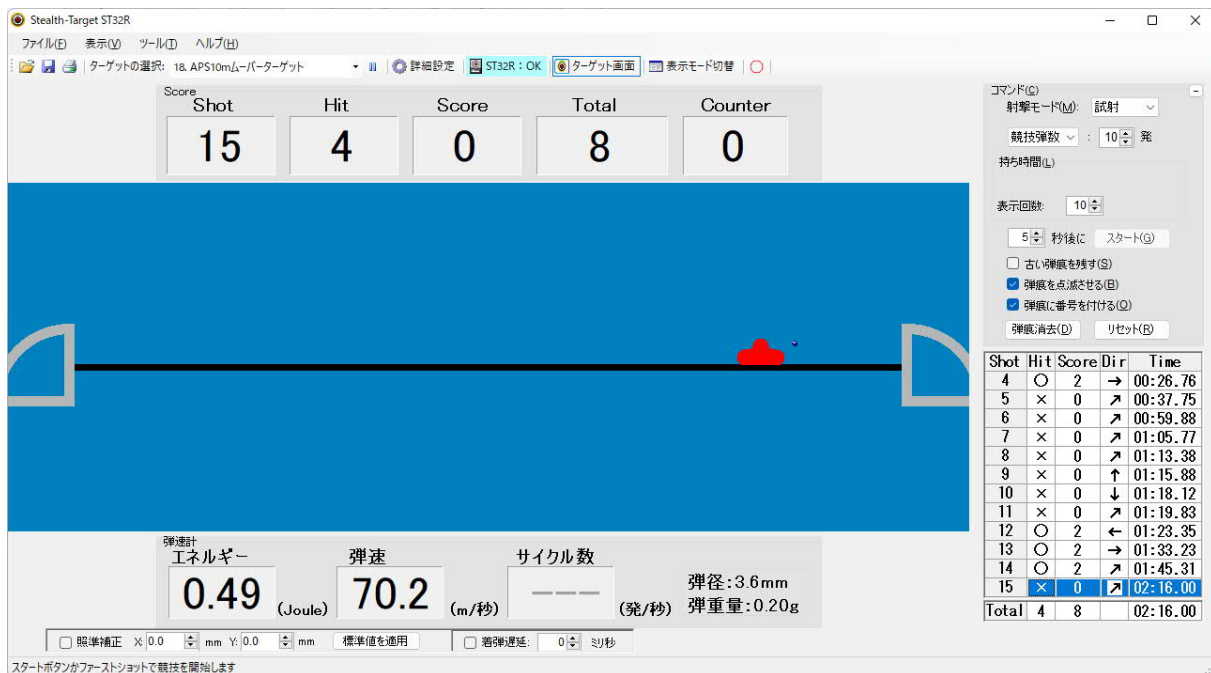 Stealth-Target ST32R
ファイル(F) 表示(V) ツール(T) ヘルプ(H)
ターゲットの選択: 18. APS10mムーバーターゲット 詳細設定 ST32R：OK ターゲット画面 表示モード切替
Score
Shot Hit Score Total Counter
15 4 0 8 0
コマンド(C)
射撃モード(M): 試射
競技弾数 : 10 発
持ち時間(L)
表示回数: 10
5 秒後に スタート(G)
古い弾痕を残す(S)
弾痕を点滅させる(B)
弾痕に番号を付ける(O)
弾痕消去(D) リセット(R)
Shot Hit Score Dir Time
4 ○ 2 → 00:26.76
5 × 0 ↗ 00:37.75
6 × 0 ↗ 00:59.88
7 × 0 ↗ 01:05.77
8 × 0 ↗ 01:13.38
9 × 0 ↑ 01:15.88
10 × 0 ↓ 01:18.12
11 × 0 ↗ 01:19.83
12 ○ 2 ← 01:23.35
13 ○ 2 → 01:33.23
14 ○ 2 ↗ 01:45.31
15 × 0 ↗ 02:16.00
Total 4 8 02:16.00
弾速計
エネルギー 弾速 サイクル数
0.49 (Joule) 70.2 (m/秒) --- (発/秒)
弾径:3.6mm
弾重量:0.20g
照準補正 X: 0.0 mm Y: 0.0 mm 標準値を適用 着弾遅延: 0 ミリ秒
スタートボタンかファーストショットで競技を開始します